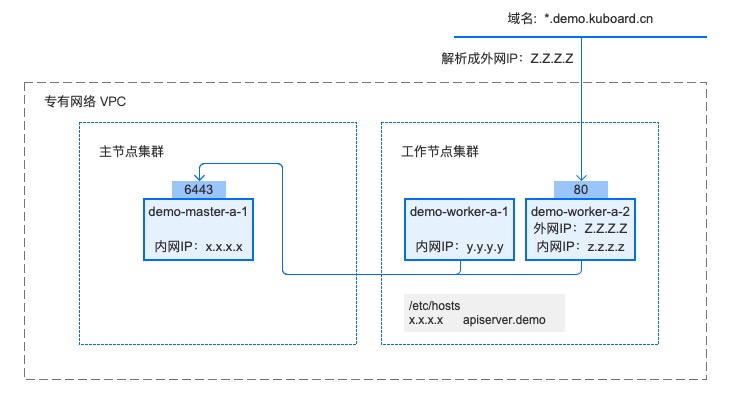 域名: *.demo.kuboard.cn
解析成外网IP：Z.Z.Z.Z
专有网络 VPC
主节点集群
工作节点集群
6443
80
demo-master-a-1
内网IP：x.x.x.x
demo-worker-a-1
内网IP：y.y.y.y
demo-worker-a-2
外网IP：Z.Z.Z.Z
内网IP：z.z.z.z
/etc/hosts
x.x.x.x apiserver.demo